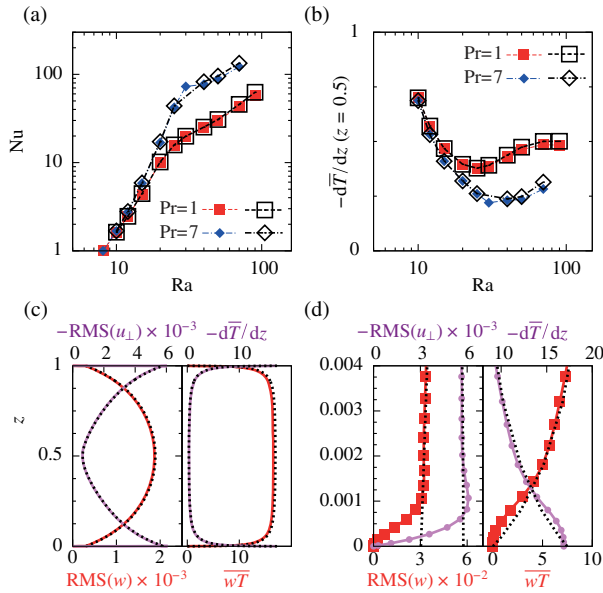 (a)
100
10
1
Nu
10
100
Ra
Pr=1
Pr=7
(b)
1
0
−dT̅/dz (z = 0.5)
10
100
Ra
Pr=1
Pr=7
(c)
−RMS(u⊥) × 10⁻³
−dT̅/dz
0 2 4 6
0 10
1
0.5
0
z
0 1 2
0 10
RMS(w) × 10⁻³
w̅T̅
(d)
−RMS(u⊥) × 10⁻³
−dT̅/dz
0 3 6
10 15 20
0.004
0.003
0.002
0.001
0
0 3 6
0 5 10
RMS(w) × 10⁻²
w̅T̅